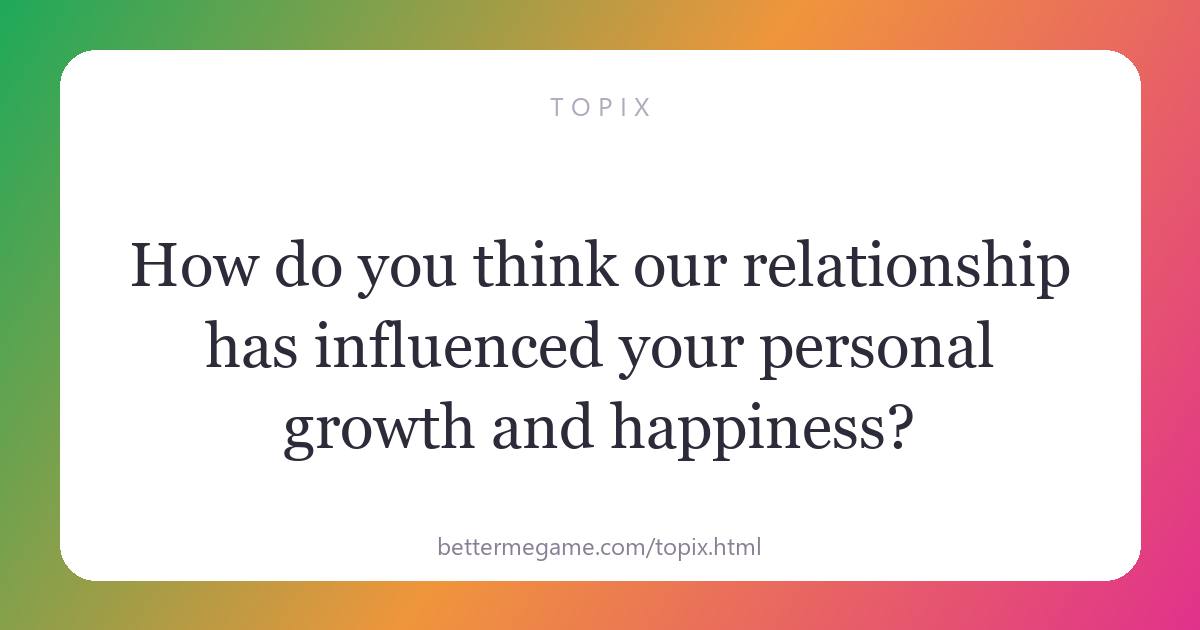 TOPIX
How do you think our relationship
has influenced your personal
growth and happiness?
bettermegame.com/topix.html